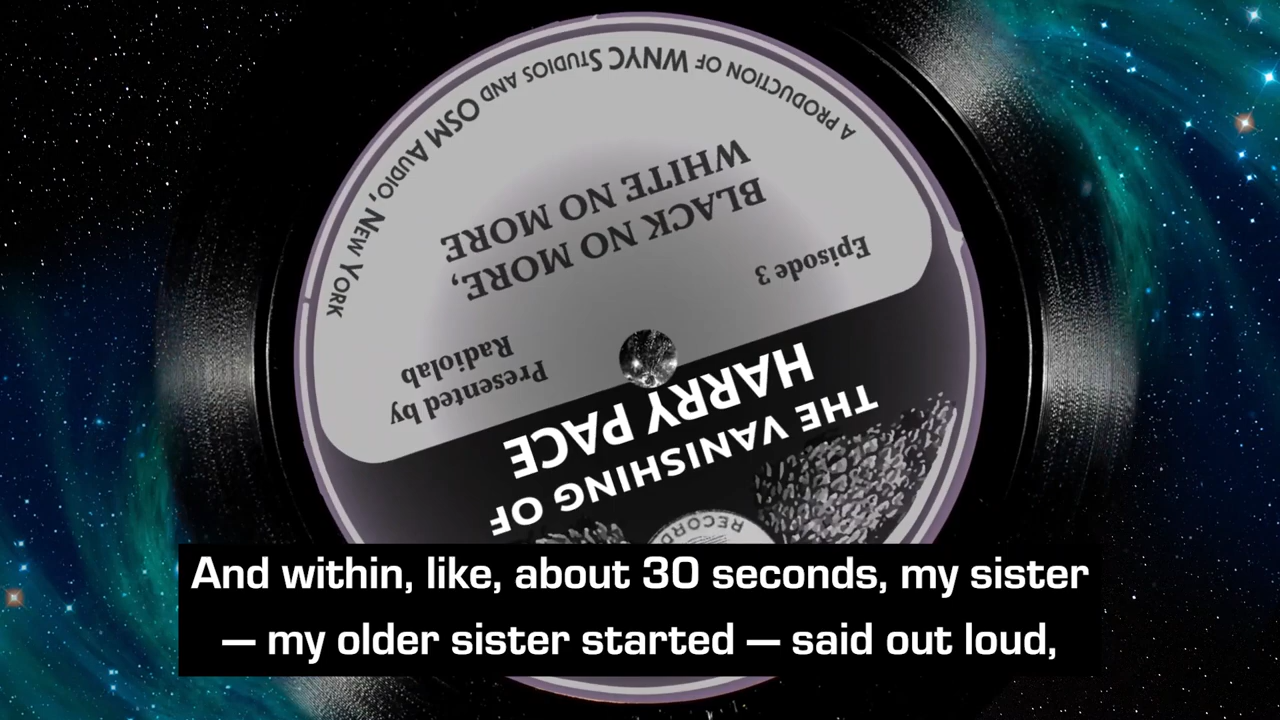 THE VANISHING OF
HARRY PACE
Presented by
Radiolab
Episode 3
BLACK NO MORE,
WHITE NO MORE
A PRODUCTION OF WNYC STUDIOS AND OSM AUDIO, NEW YORK
RECORD
And within, like, about 30 seconds, my sister
— my older sister started — said out loud,